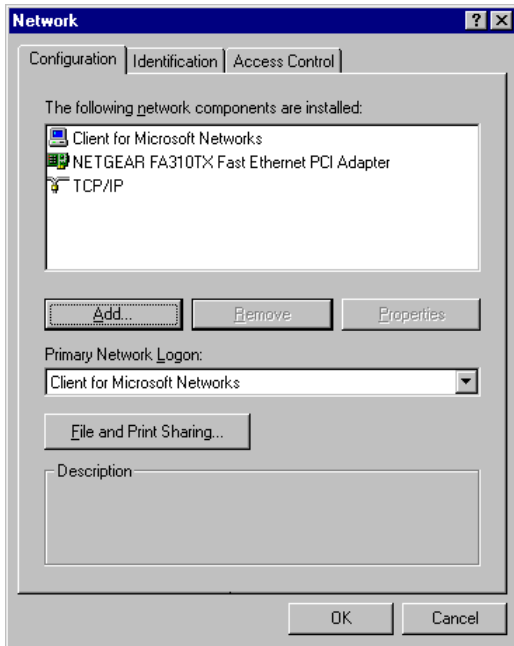 Network
Configuration Identification Access Control
The following network components are installed:
Client for Microsoft Networks
NETGEAR FA310TX Fast Ethernet PCI Adapter
TCP/IP
Add... Remove Properties
Primary Network Logon:
Client for Microsoft Networks
File and Print Sharing...
Description
OK Cancel